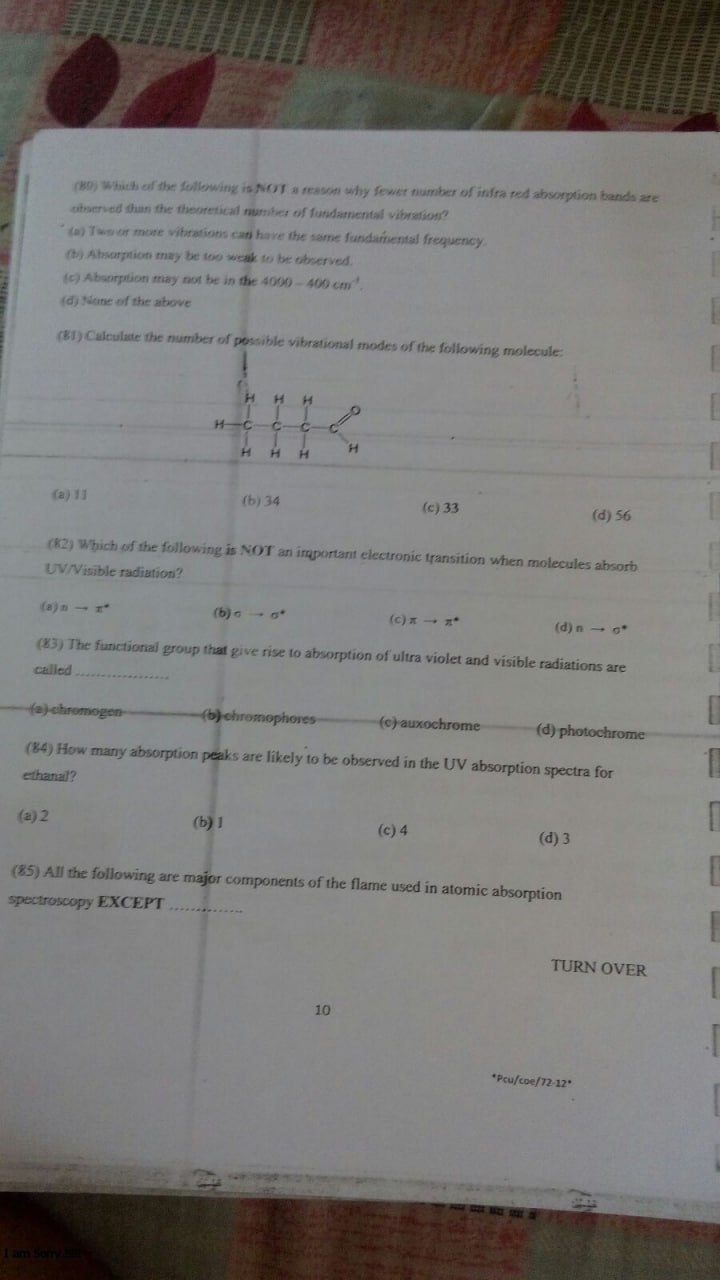 (80) Which of the following is NOT a reason why fewer number of infra red absorption bands are
observed than the theoretical number of fundamental vibration?
(a) Two or more vibrations can have the same fundamental frequency.
(b) Absorption may be too weak to be observed.
(c) Absorption may not be in the 4000 – 400 cm⁻¹.
(d) None of the above
(81) Calculate the number of possible vibrational modes of the following molecule:
H H H O
H C C C C
H H H H
(a) 11 (b) 34 (c) 33 (d) 56
(82) Which of the following is NOT an important electronic transition when molecules absorb
UV/Visible radiation?
(a) n → π* (b) σ → σ* (c) π → π* (d) n → σ*
(83) The functional group that give rise to absorption of ultra violet and visible radiations are
called ..................
(a) chromogen (b) chromophores (c) auxochrome (d) photochrome
(84) How many absorption peaks are likely to be observed in the UV absorption spectra for
ethanal?
(a) 2 (b) 1 (c) 4 (d) 3
(85) All the following are major components of the flame used in atomic absorption
spectroscopy EXCEPT ..............
TURN OVER
10
*Pcu/coe/72-12*
I am Sorry